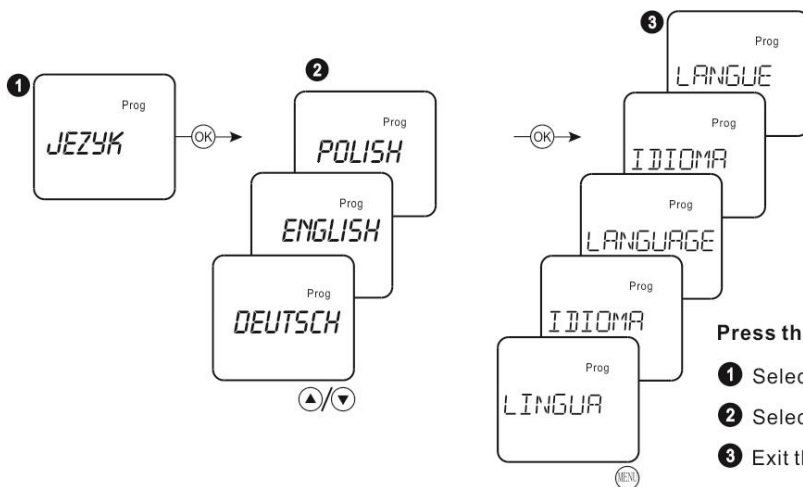 1
Prog
JEZYK
OK
2
Prog
POLISH
Prog
ENGLISH
Prog
DEUTSCH
▲/▼
OK
3
Prog
LANGUE
Prog
IDIOMA
Prog
LANGUAGE
Prog
IDIOMA
Prog
LINGUA
MENU
Press th
1 Selec
2 Selec
3 Exit th